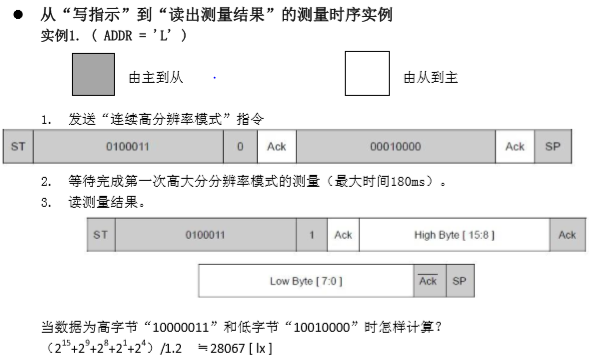 ● 从“写指示”到“读出测量结果”的测量时序实例
实例1. ( ADDR = 'L' )
由主到从 由从到主
1. 发送“连续高分辨率模式”指令
ST 0100011 0 Ack 00010000 Ack SP
2. 等待完成第一次高大分分辨率模式的测量（最大时间180ms）。
3. 读测量结果。
ST 0100011 1 Ack High Byte [ 15:8 ] Ack
Low Byte [ 7:0 ] A̅c̅k̅ SP
当数据为高字节“10000011”和低字节“10010000”时怎样计算？
（2¹⁵+2⁹+2⁸+2¹+2⁴）/1.2 ≒28067 [ lx ]